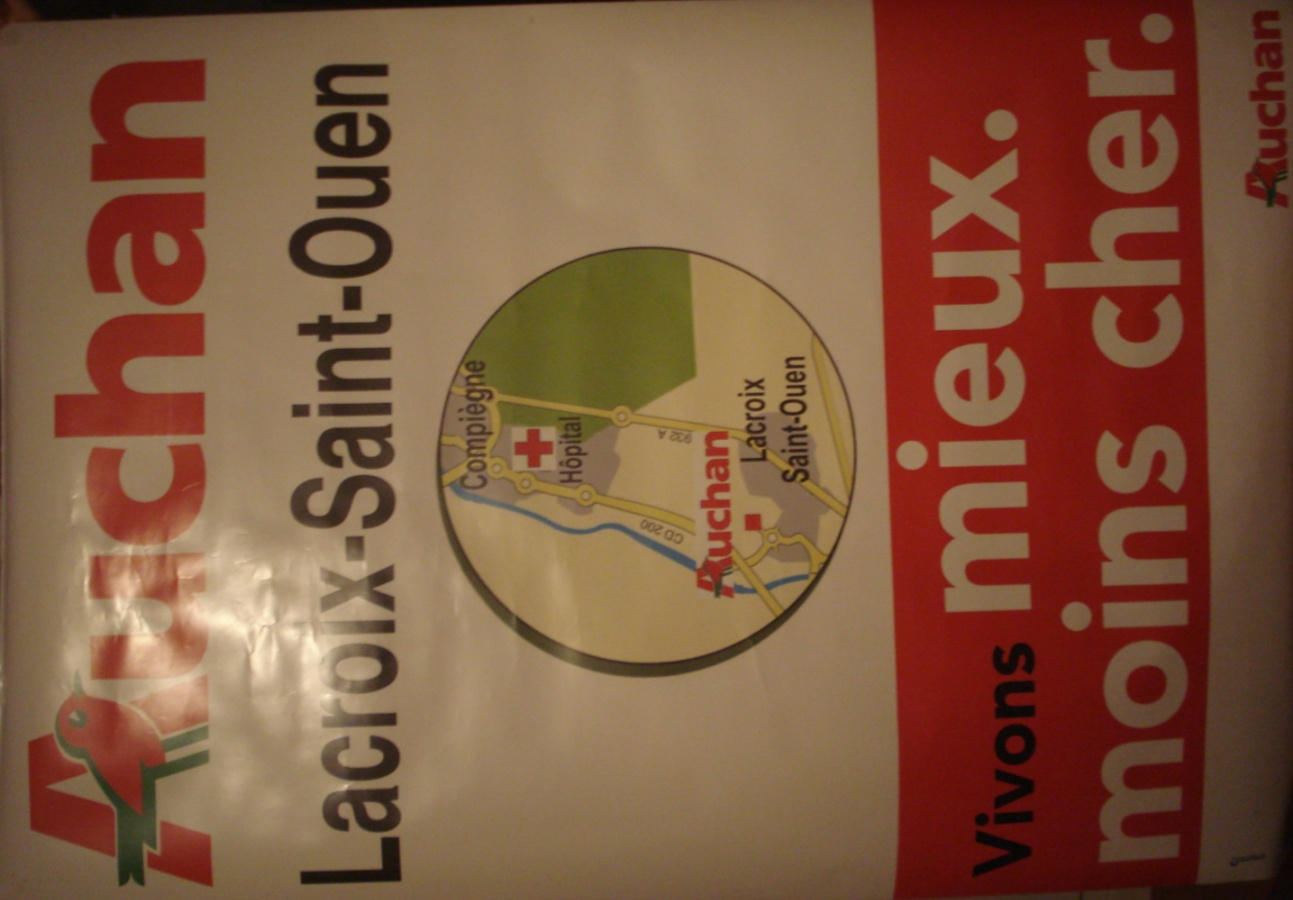 Auchan
Lacroix-Saint-Ouen
Compiègne
Hôpital
932 A
CD 200
Auchan
Lacroix
Saint-Ouen
Vivons mieux.
moins cher.
Auchan